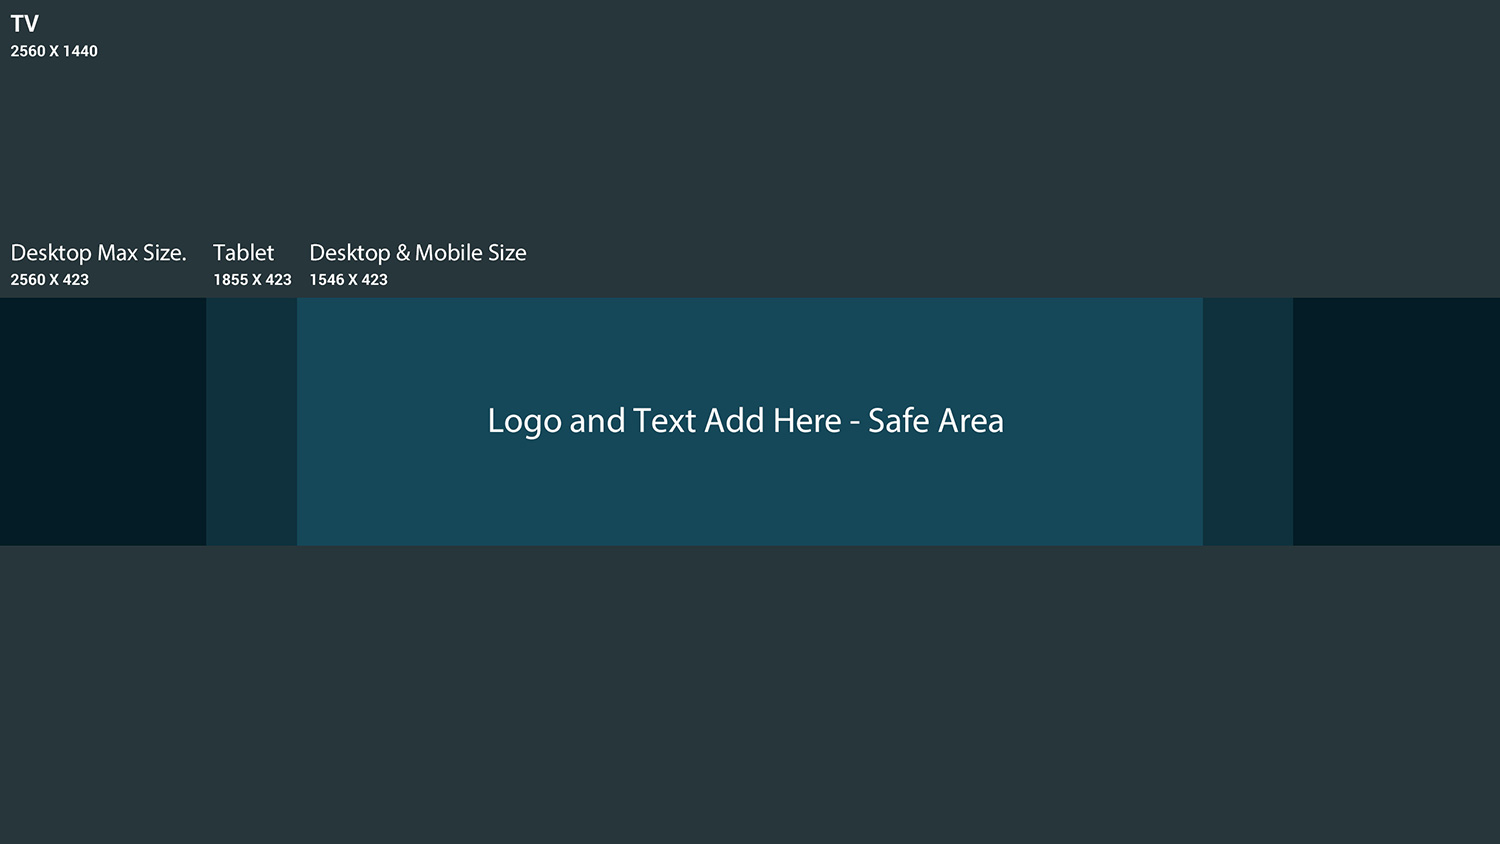 TV
2560 X 1440
Desktop Max Size.
2560 X 423
Tablet
1855 X 423
Desktop & Mobile Size
1546 X 423
Logo and Text Add Here - Safe Area